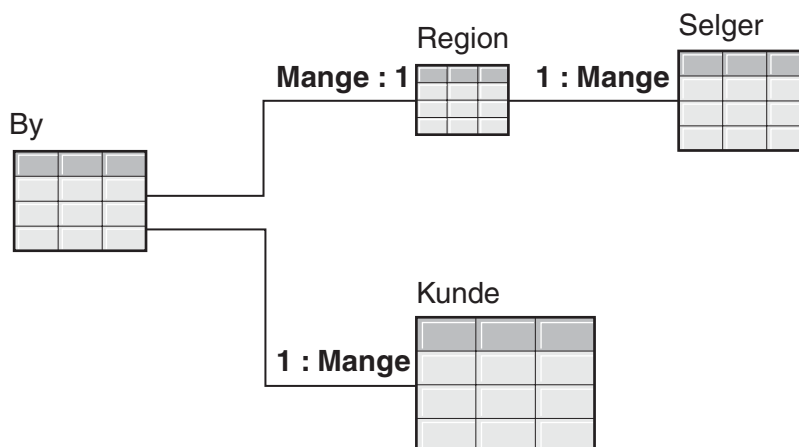 Selger
Region
Mange : 1
1 : Mange
By
Kunde
1 : Mange